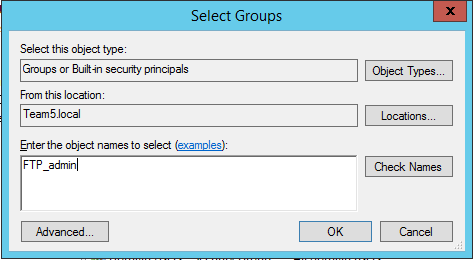 Select Groups
X
Select this object type:
Groups or Built-in security principals
Object Types...
From this location:
Team5.local
Locations...
Enter the object names to select (examples):
FTP_admin
Check Names
Advanced...
OK
Cancel